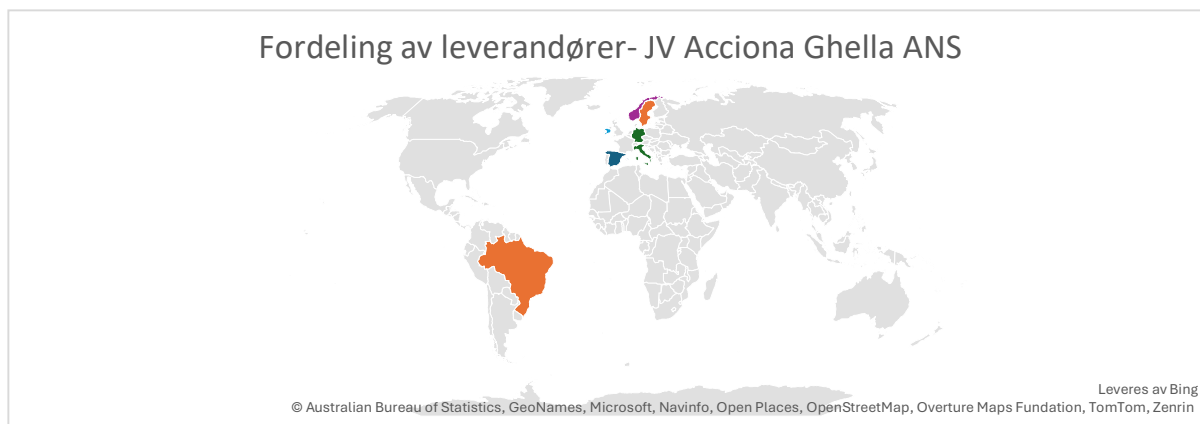 Fordeling av leverandører- JV Acciona Ghella ANS
Leveres av Bing
© Australian Bureau of Statistics, GeoNames, Microsoft, Navinfo, Open Places, OpenStreetMap, Overture Maps Fundation, TomTom, Zenrin